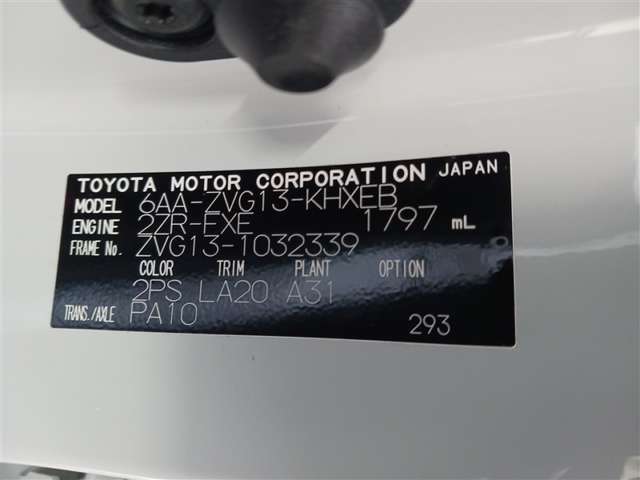 TOYOTA MOTOR CORPORATION JAPAN
MODEL 6AA-ZVG13-KHXEB
ENGINE 2ZR-FXE 1797 mL
FRAME No. ZVG13-1032339
COLOR TRIM PLANT OPTION
2PS LA20 A31
TRANS./AXLE PA10
293